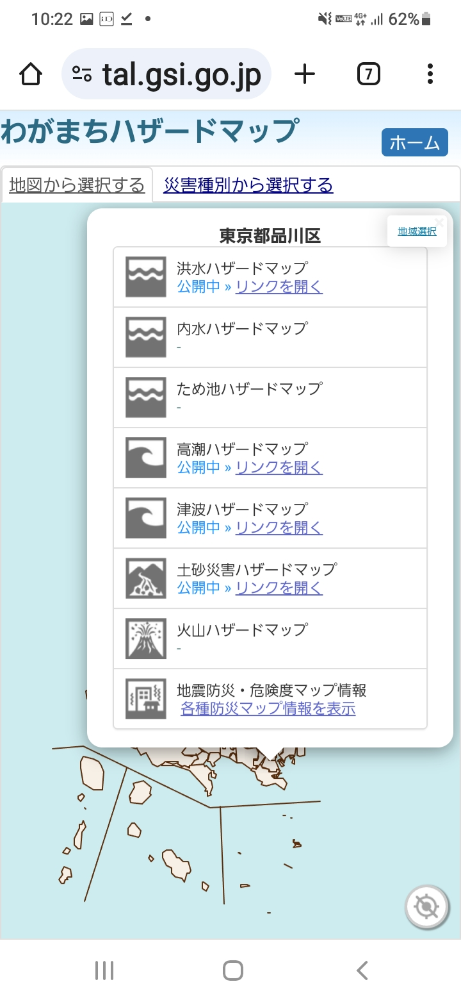 10:22 iD VoLTE 4G+ 62%
tal.gsi.go.jp 7
わがまちハザードマップ
ホーム
地図から選択する 災害種別から選択する
東京都品川区
地域選択
洪水ハザードマップ
公開中 » リンクを開く
内水ハザードマップ
-
ため池ハザードマップ
-
高潮ハザードマップ
公開中 » リンクを開く
津波ハザードマップ
公開中 » リンクを開く
土砂災害ハザードマップ
公開中 » リンクを開く
火山ハザードマップ
-
地震防災・危険度マップ情報
各種防災マップ情報を表示